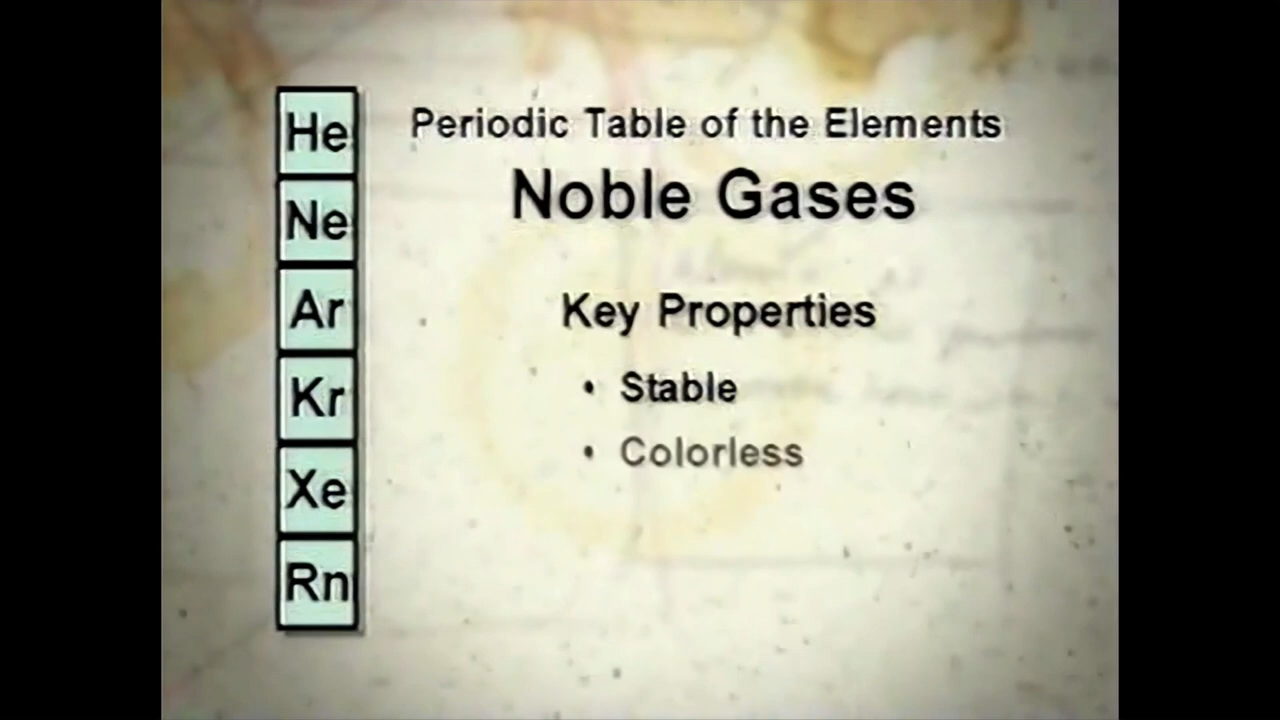 He
Ne
Ar
Kr
Xe
Rn
Periodic Table of the Elements
Noble Gases
Key Properties
• Stable
• Colorless